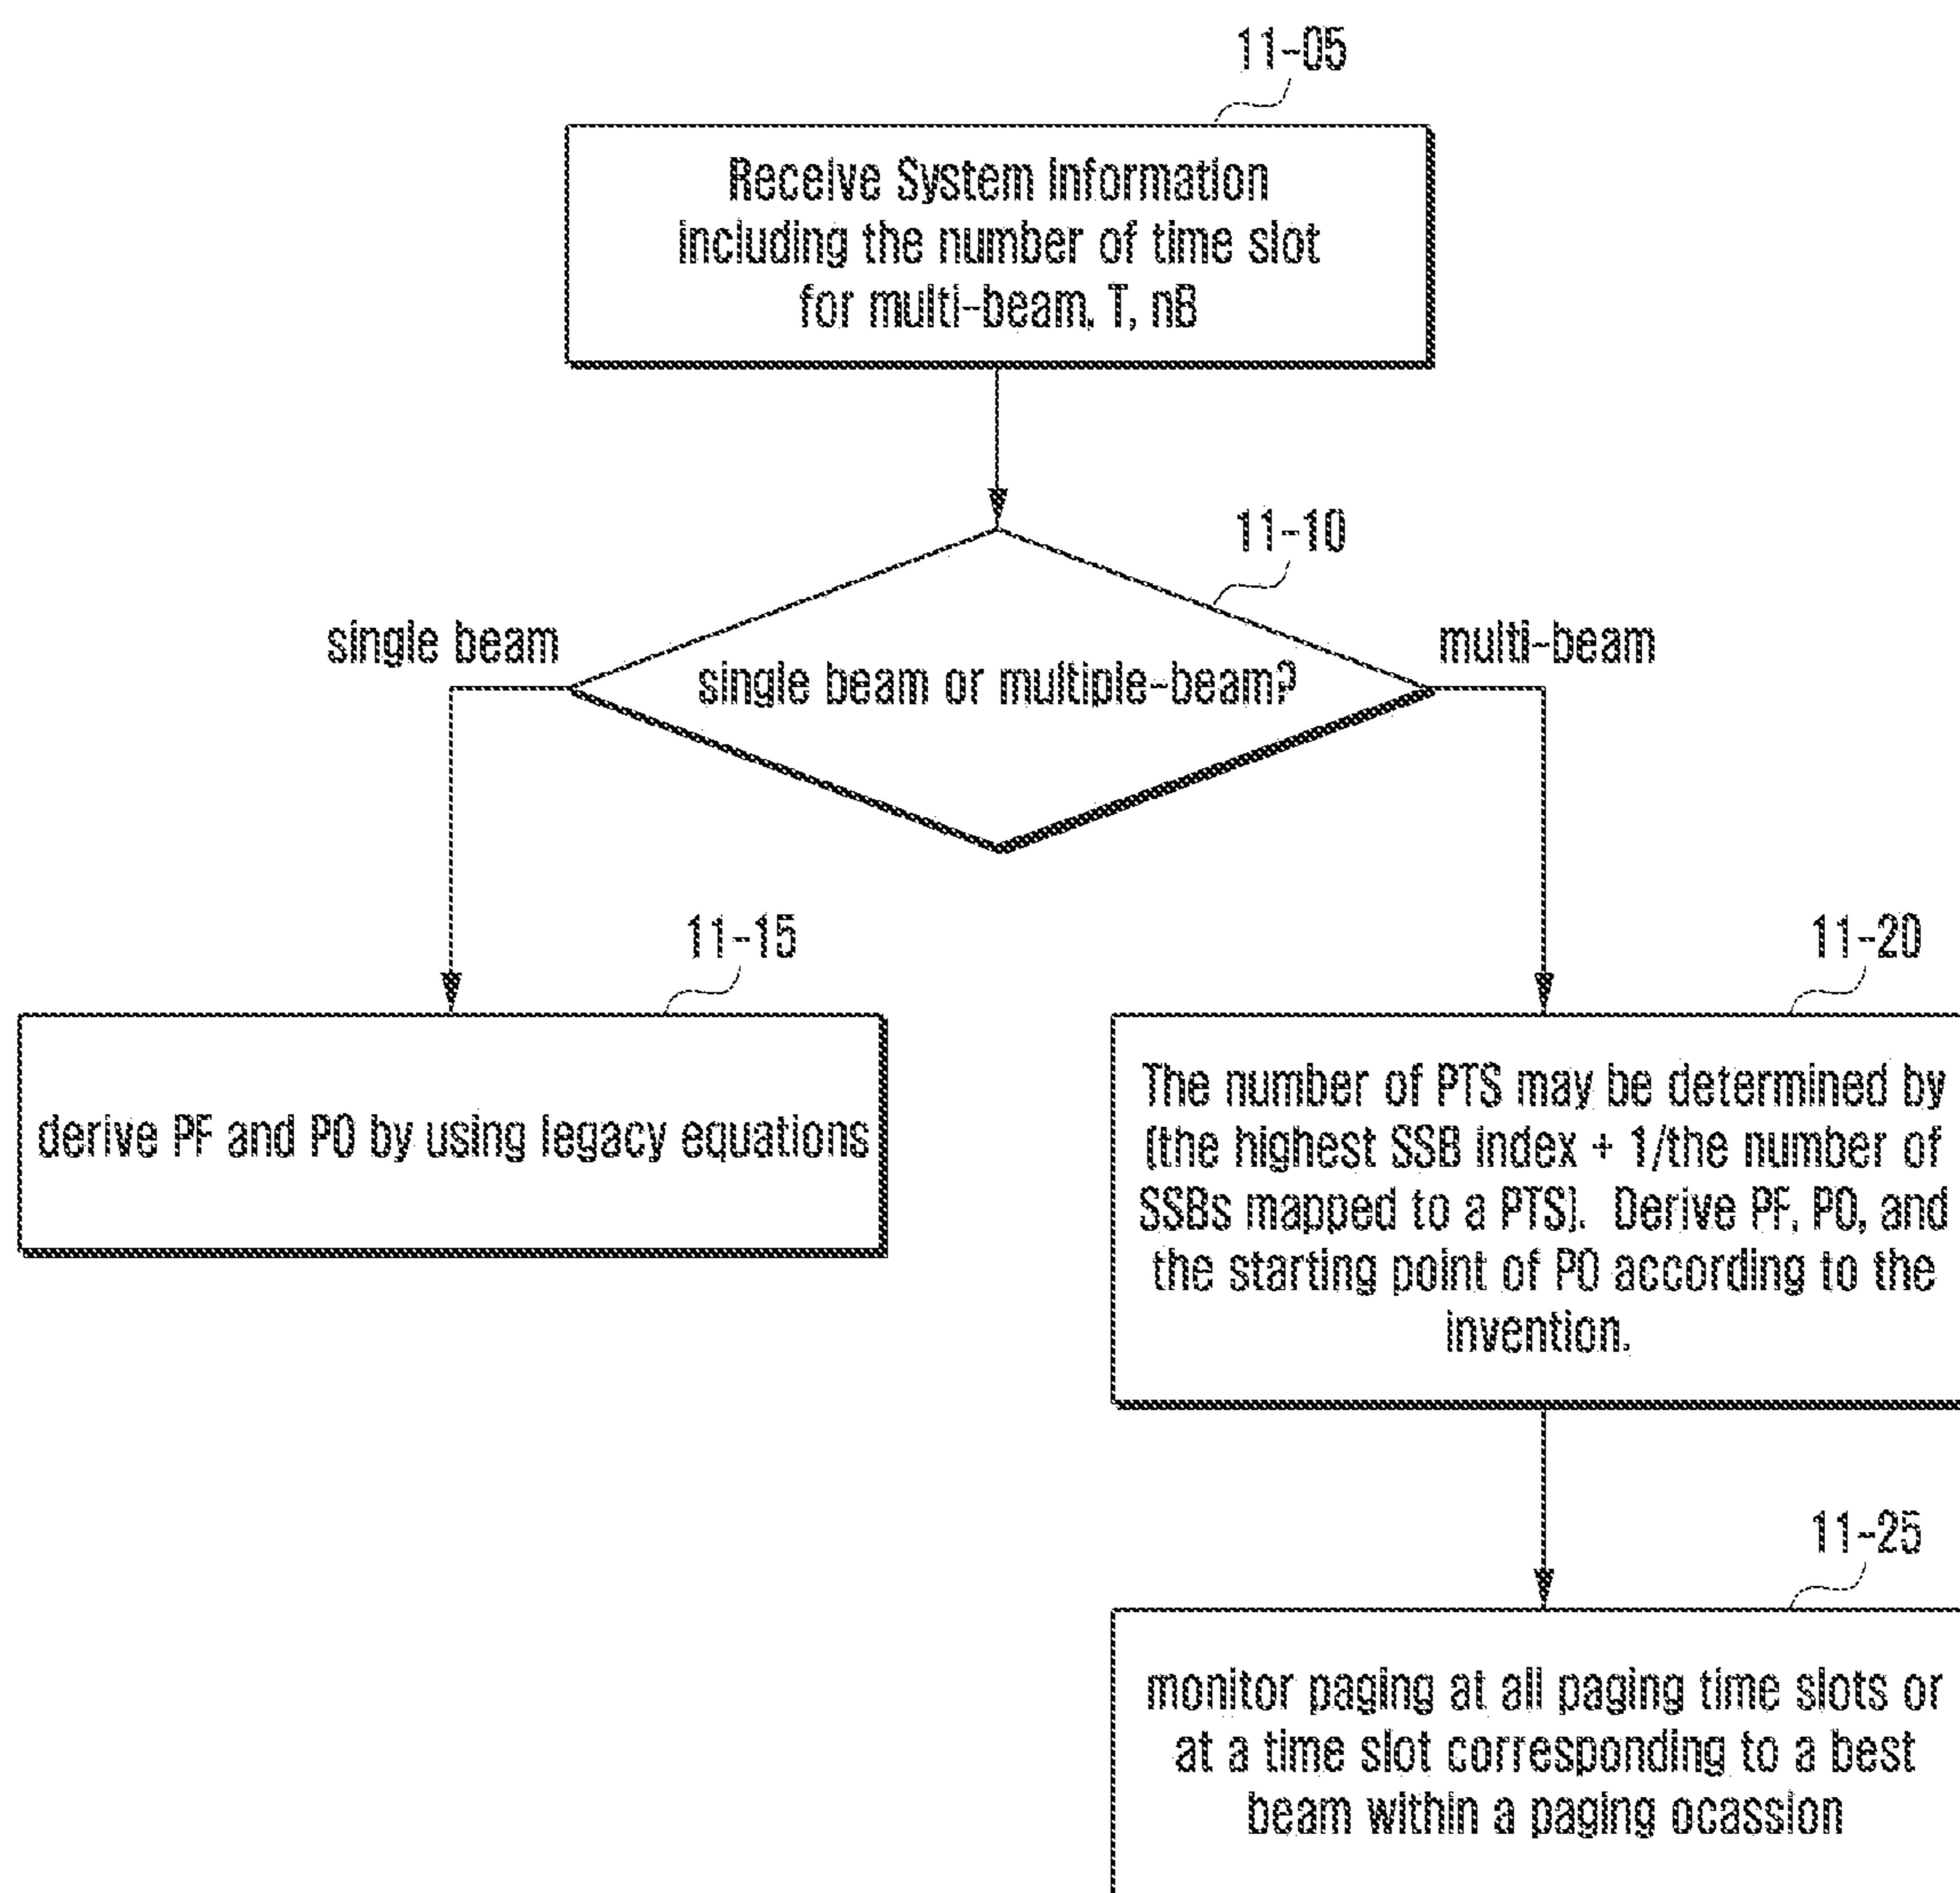 11-05
Receive System Information
including the number of time slot
for multi-beam, T, nB
11-10
single beam
single beam or multiple-beam?
multi-beam
11-15
derive PF and PO by using legacy equations
11-20
The number of PTS may be determined by
(the highest SSB index + 1/the number of
SSBs mapped to a PTS). Derive PF, PO, and
the starting point of PO according to the
invention.
11-25
monitor paging at all paging time slots or
at a time slot corresponding to a best
beam within a paging ocassion